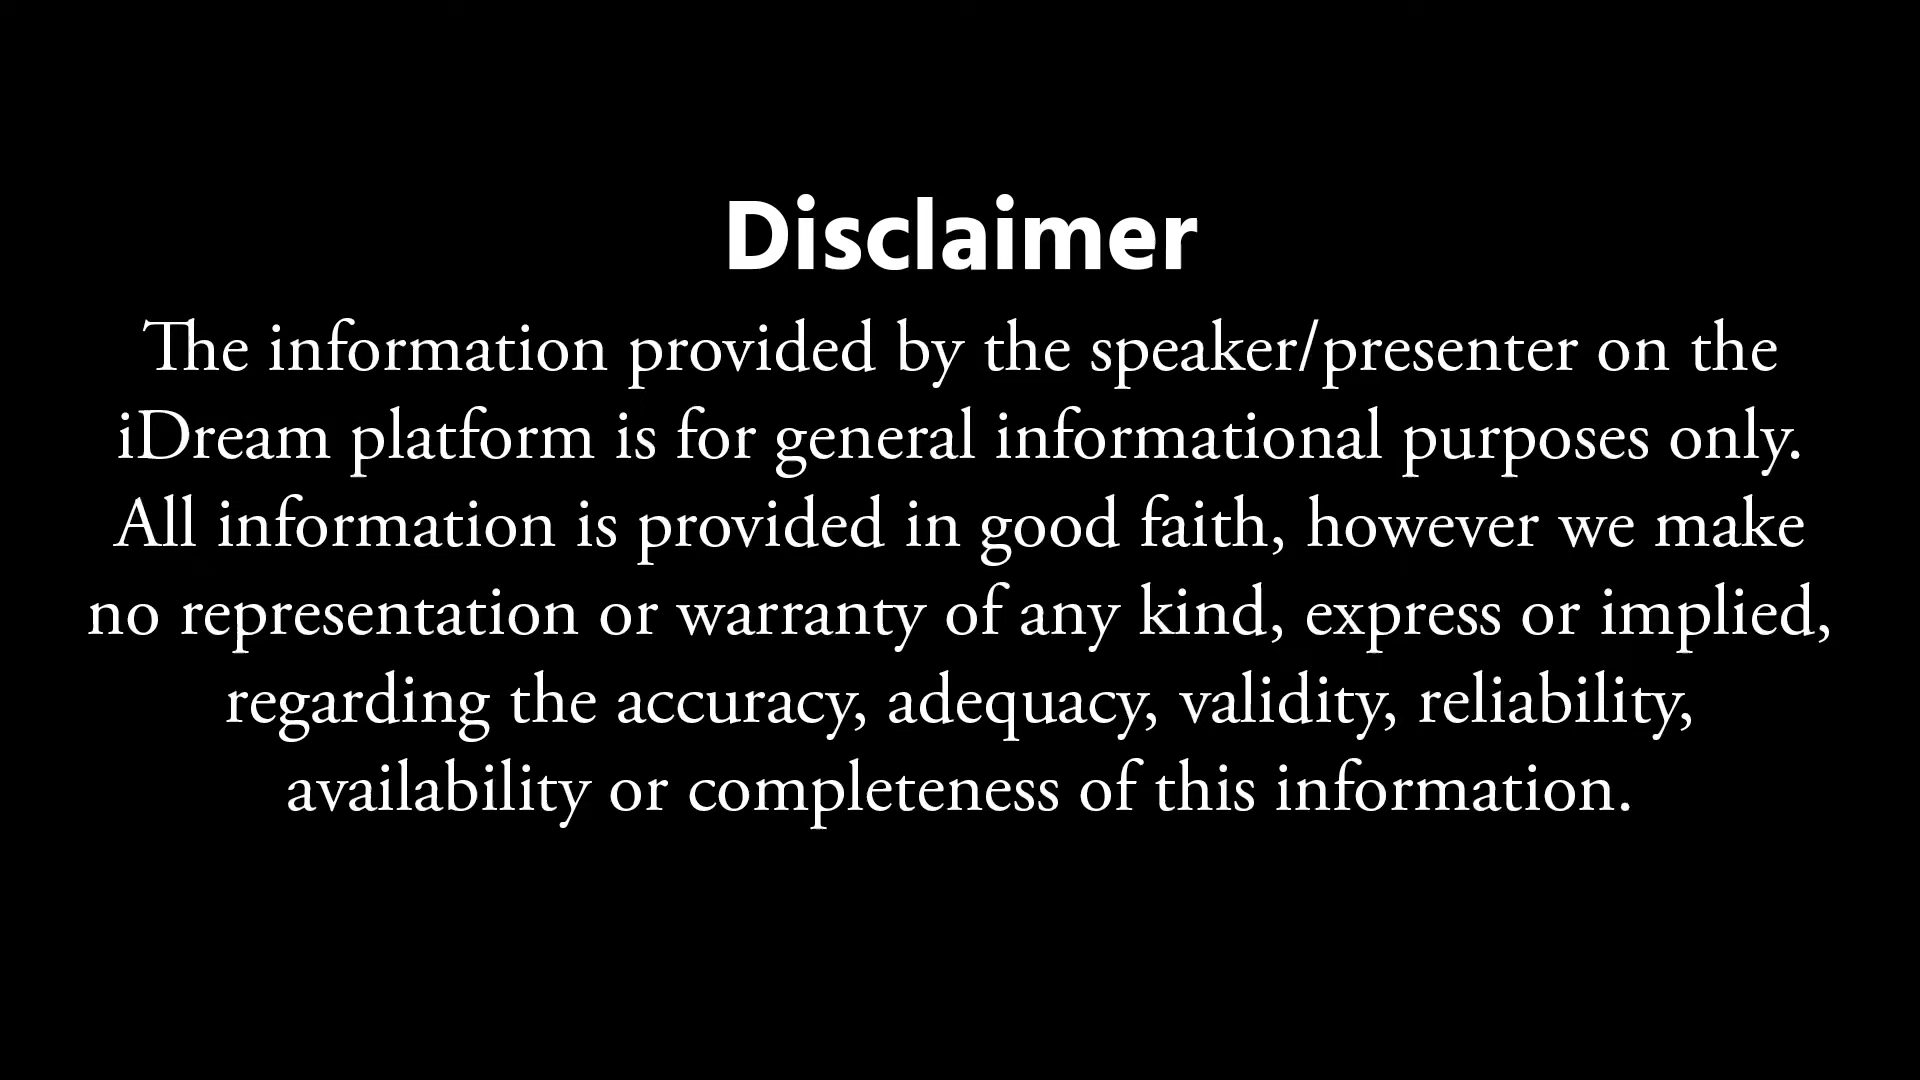 Disclaimer
The information provided by the speaker/presenter on the
iDream platform is for general informational purposes only.
All information is provided in good faith, however we make
no representation or warranty of any kind, express or implied,
regarding the accuracy, adequacy, validity, reliability,
availability or completeness of this information.